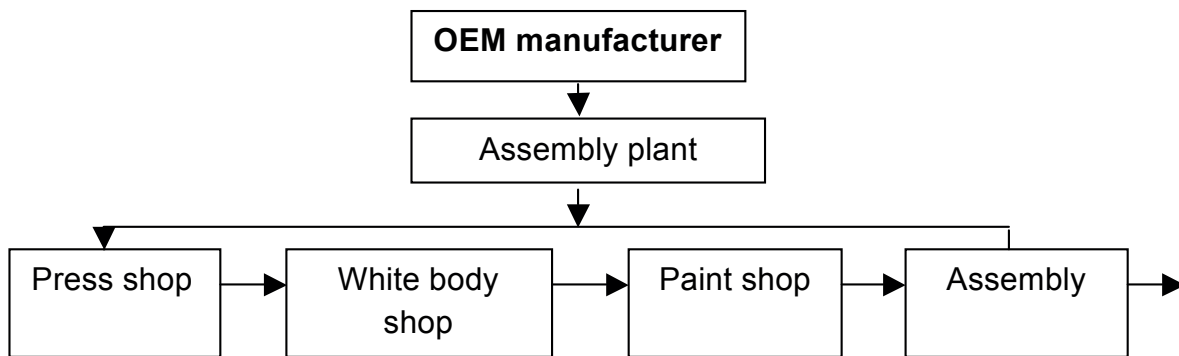 OEM manufacturer
Assembly plant
Press shop
White body
shop
Paint shop
Assembly